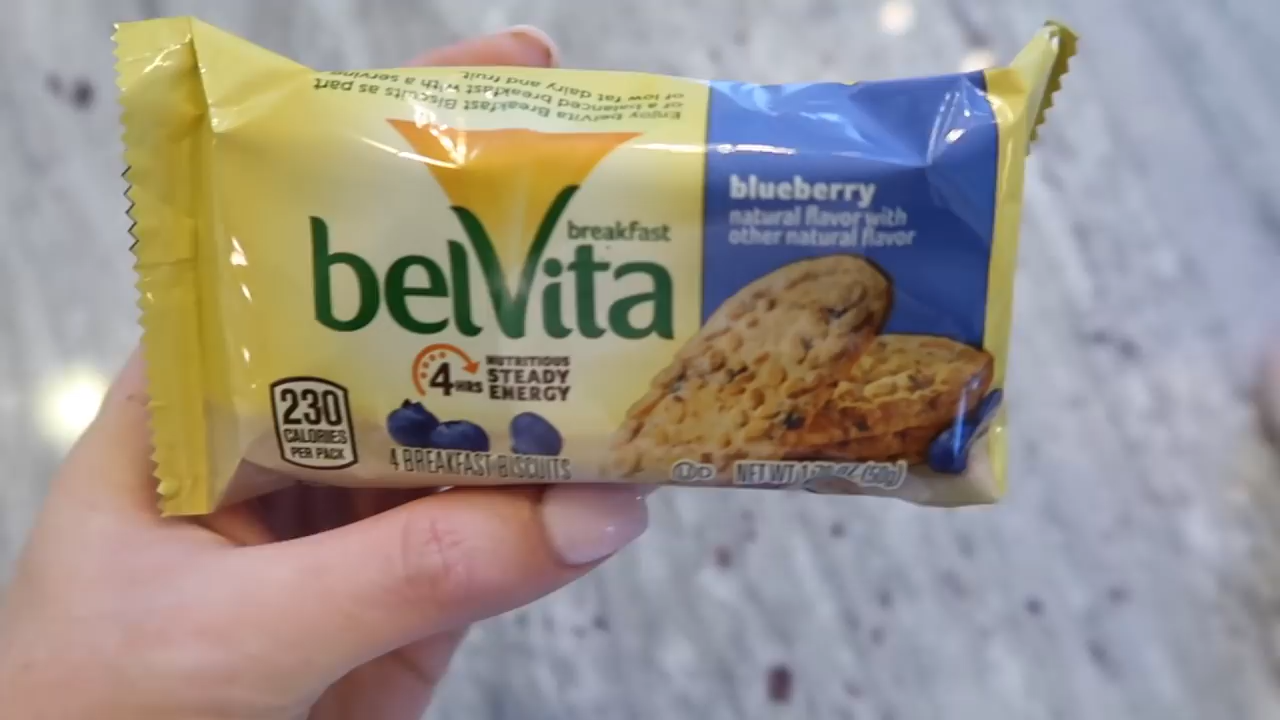 Enjoy belVita Breakfast Biscuits as part
of a balanced breakfast with a serving
of low fat dairy and fruit.
belVita
breakfast
blueberry
natural flavor with
other natural flavor
4HRS
NUTRITIOUS
STEADY
ENERGY
230
CALORIES
PER PACK
4 BREAKFAST BISCUITS
NET WT (50g)